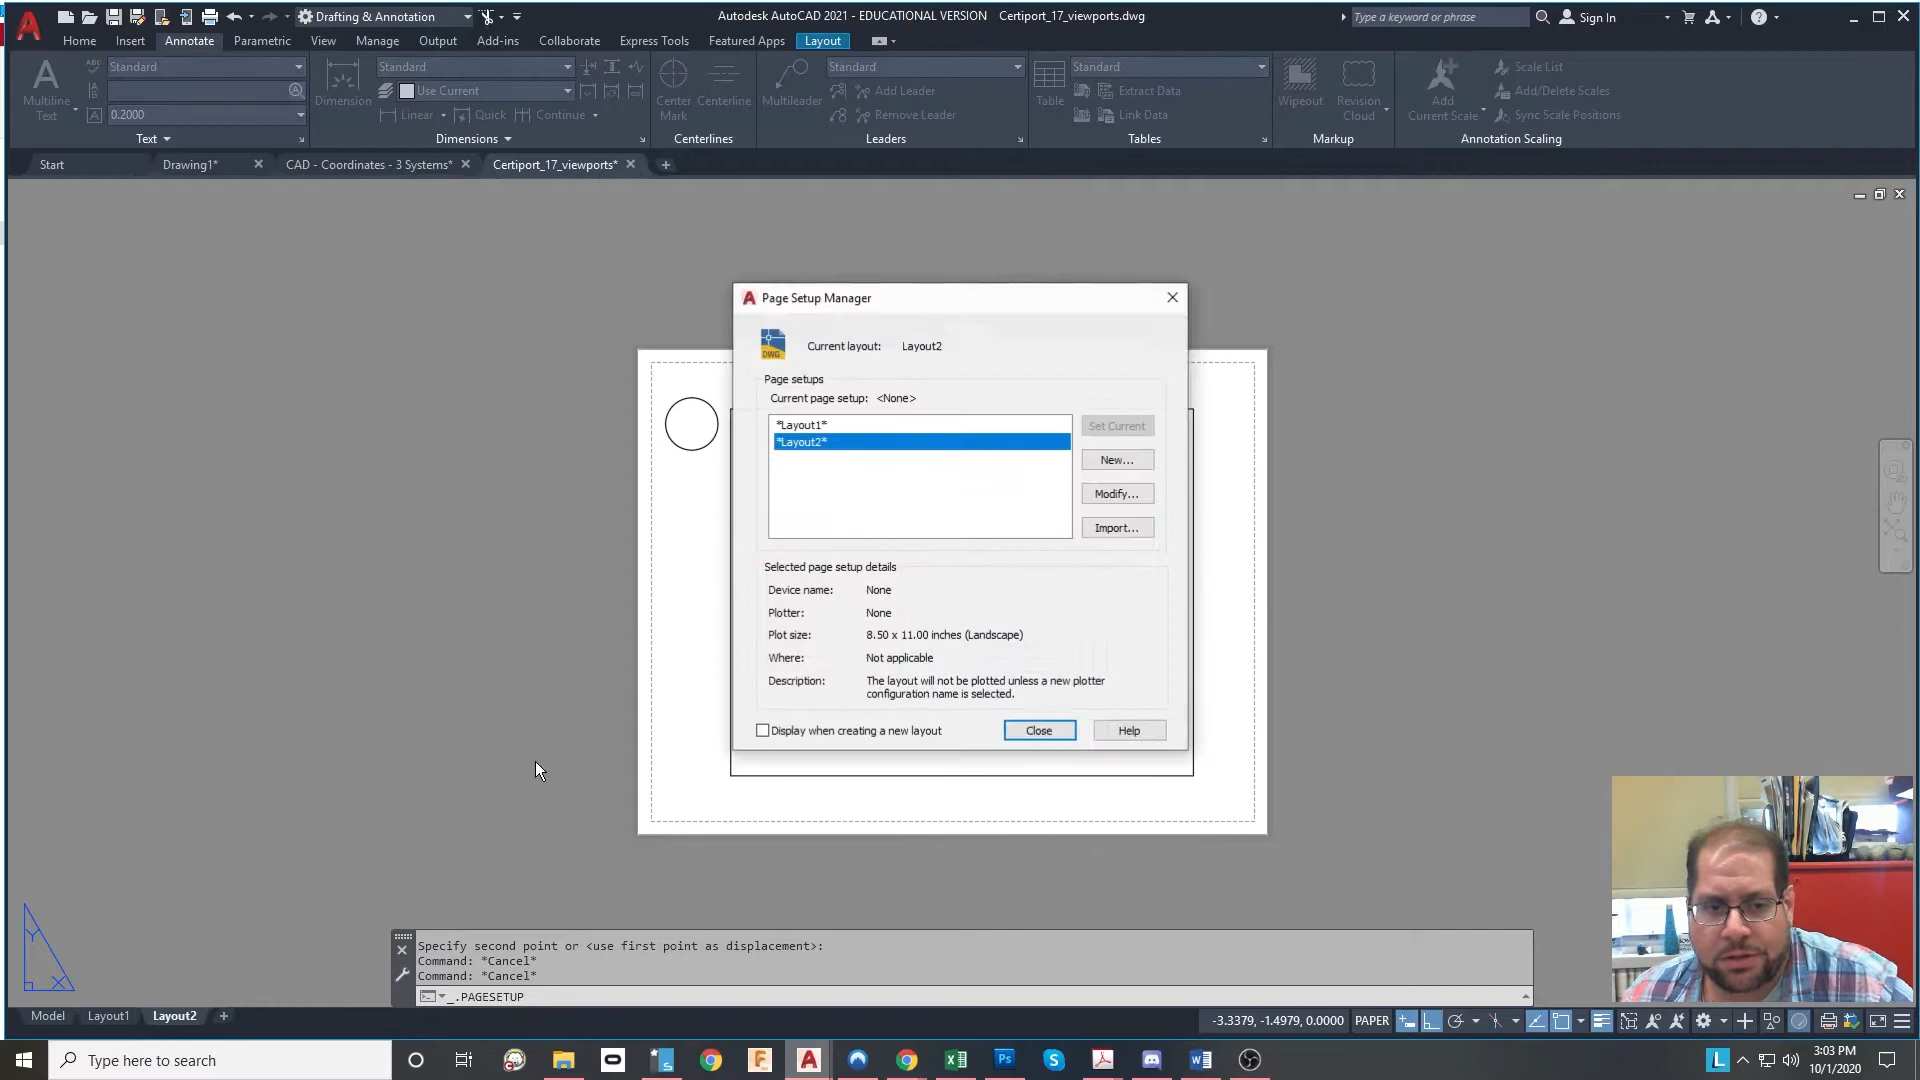 Drafting & Annotation
Autodesk AutoCAD 2021 - EDUCATIONAL VERSION Certiport_17_viewports.dwg
Type a keyword or phrase
Sign In
Home Insert Annotate Parametric View Manage Output Add-ins Collaborate Express Tools Featured Apps Layout
Standard
Standard
Standard
Standard
Scale List
Use Current
Add Leader
Extract Data
Add/Delete Scales
Multiline
Text
Dimension
Center
Mark
Centerline
Multileader
Table
Wipeout
Revision
Cloud
Add
Current Scale
0.2000
Linear
Quick
Continue
Remove Leader
Link Data
Sync Scale Positions
Text
Dimensions
Centerlines
Leaders
Tables
Markup
Annotation Scaling
Start
Drawing1*
CAD - Coordinates - 3 Systems*
Certiport_17_viewports*
Page Setup Manager
DWG
Current layout: Layout2
Page setups
Current page setup: <None>
*Layout1*
*Layout2*
Set Current
New...
Modify...
Import...
Selected page setup details
Device name: None
Plotter: None
Plot size: 8.50 x 11.00 inches (Landscape)
Where: Not applicable
Description: The layout will not be plotted unless a new plotter
configuration name is selected.
Display when creating a new layout
Close
Help
Y
X
Specify second point or <use first point as displacement>:
Command: *Cancel*
Command: *Cancel*
_.PAGESETUP
Model Layout1 Layout2
-3.3379, -1.4979, 0.0000 PAPER
Type here to search
3:03 PM
10/1/2020